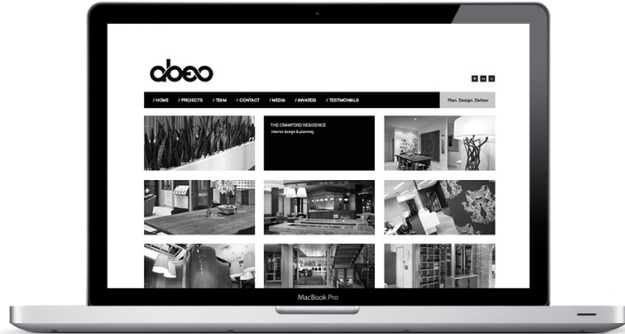 abeo
/ HOME / PROJECTS / TEAM / CONTACT / MEDIA / AWARDS / TESTIMONIALS Plan. Design. Deliver
THE CRAWFORD RESIDENCE
Interior design & planning
MacBook Pro